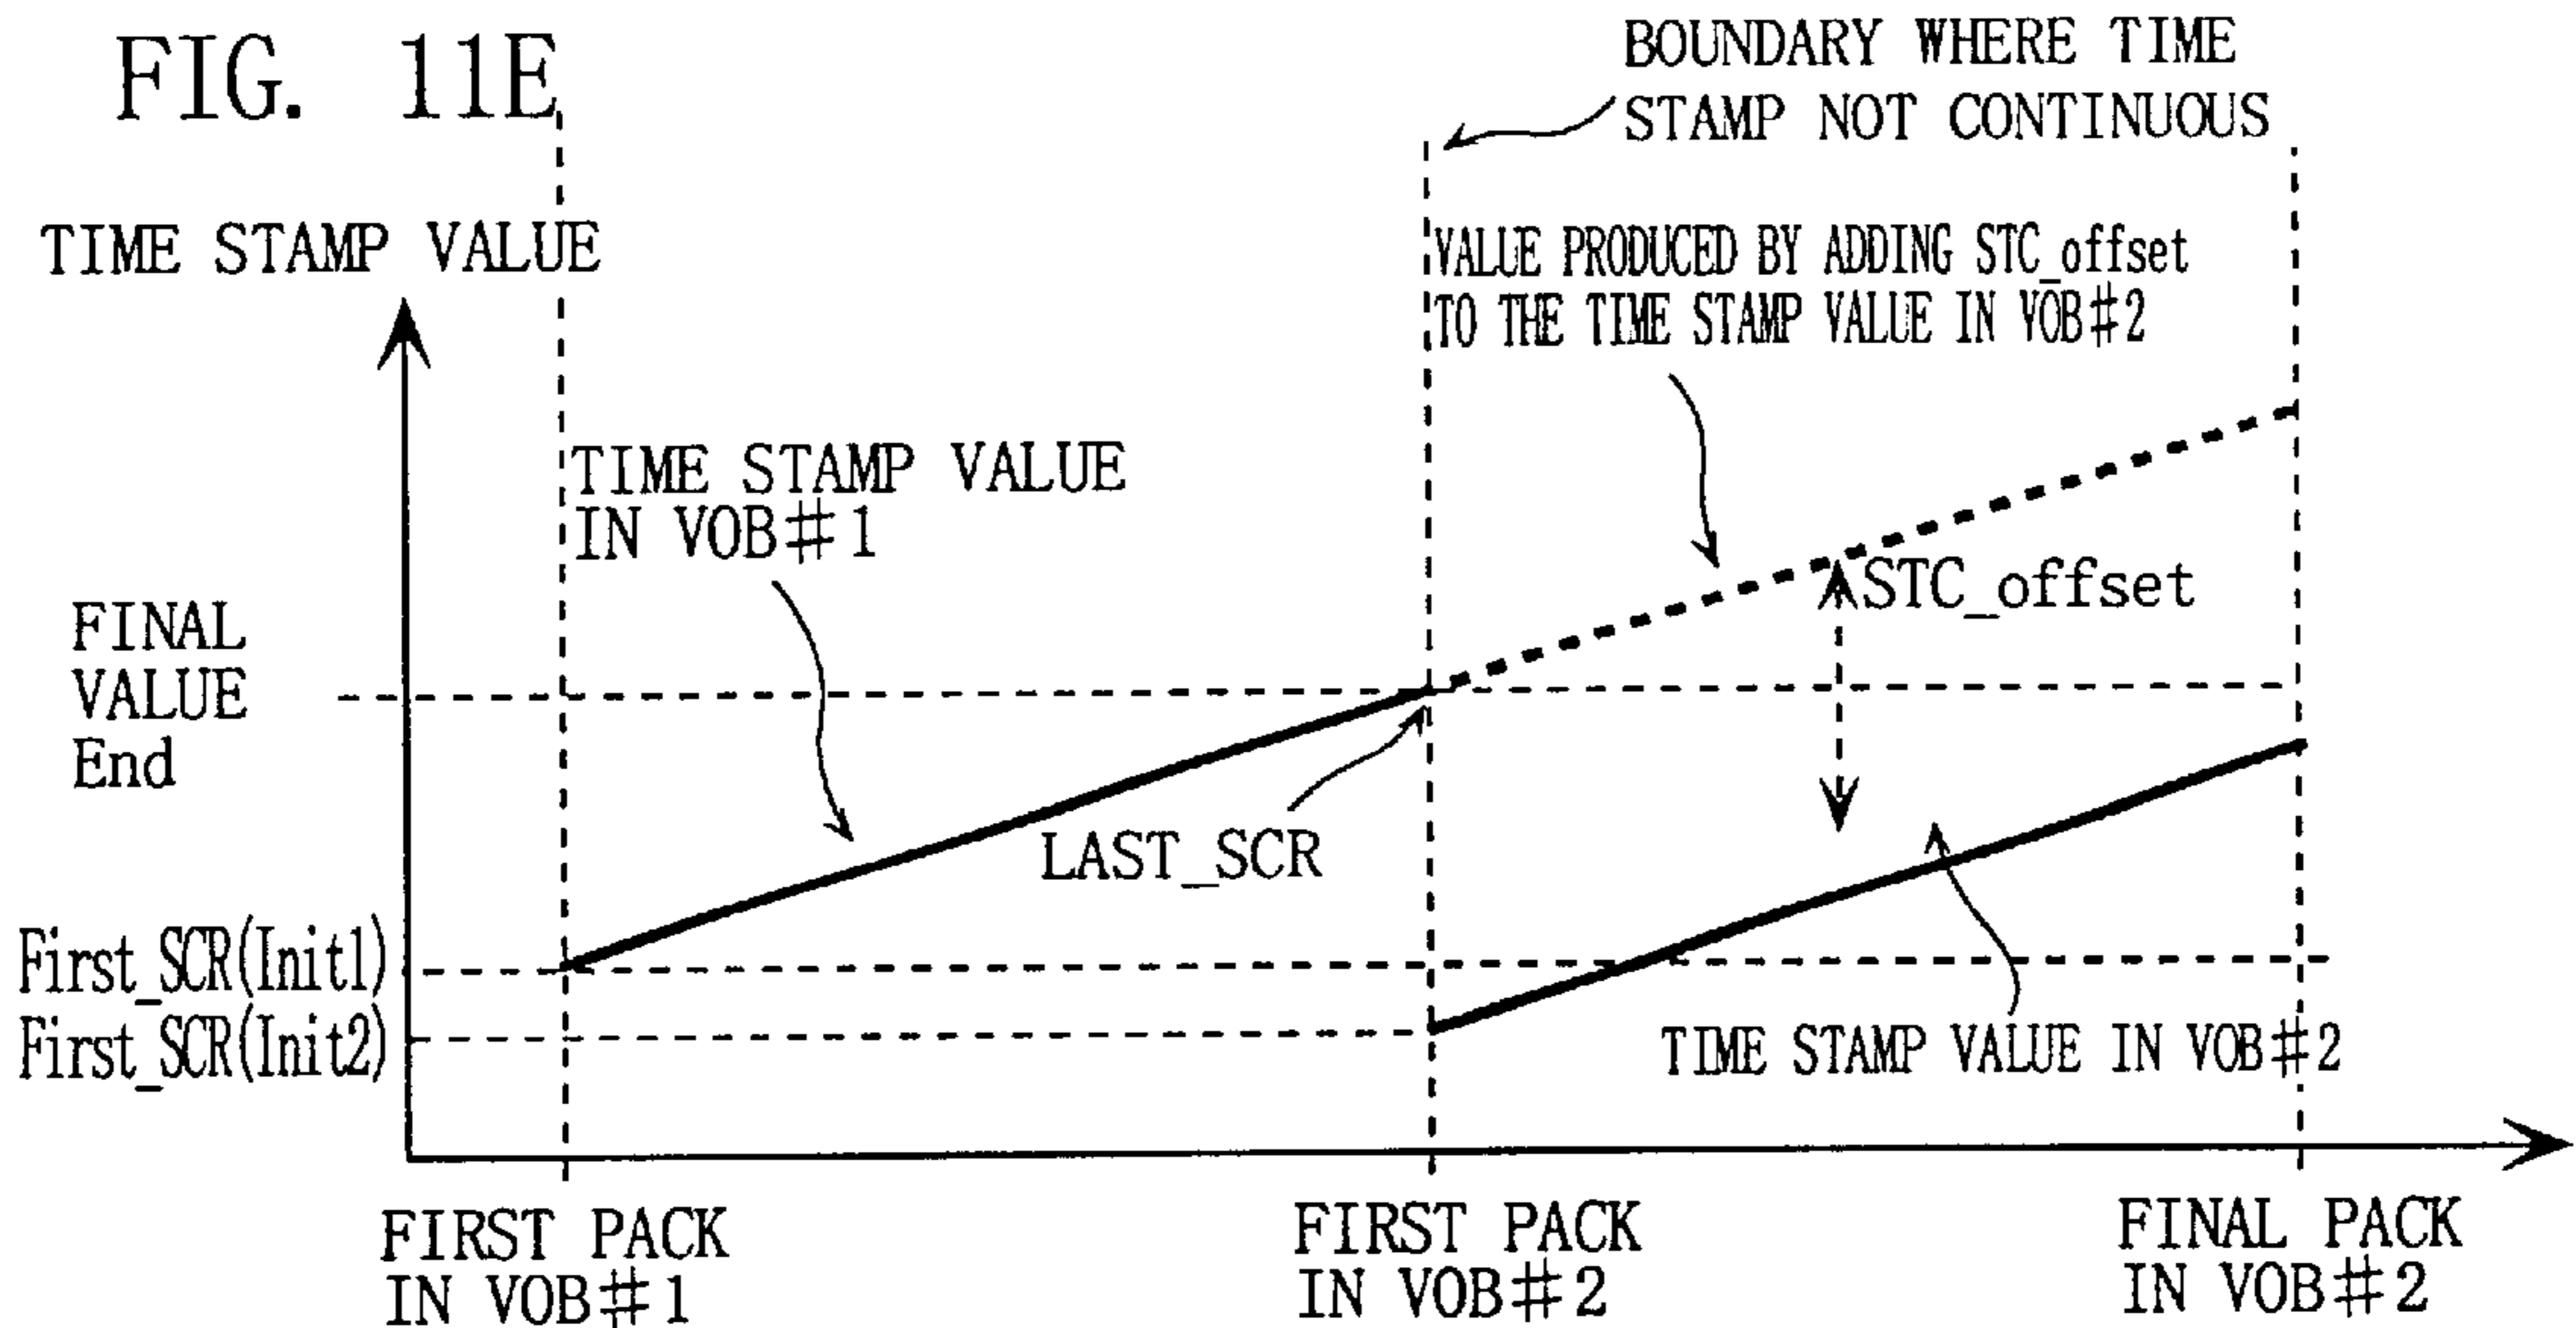 FIG. 11E
BOUNDARY WHERE TIME
STAMP NOT CONTINUOUS
TIME STAMP VALUE
VALUE PRODUCED BY ADDING STC_offset
TO THE TIME STAMP VALUE IN VOB#2
TIME STAMP VALUE
IN VOB#1
STC_offset
FINAL
VALUE
End
LAST_SCR
First_SCR(Init1)
First_SCR(Init2)
TIME STAMP VALUE IN VOB#2
FIRST PACK
IN VOB#1
FIRST PACK
IN VOB#2
FINAL PACK
IN VOB#2